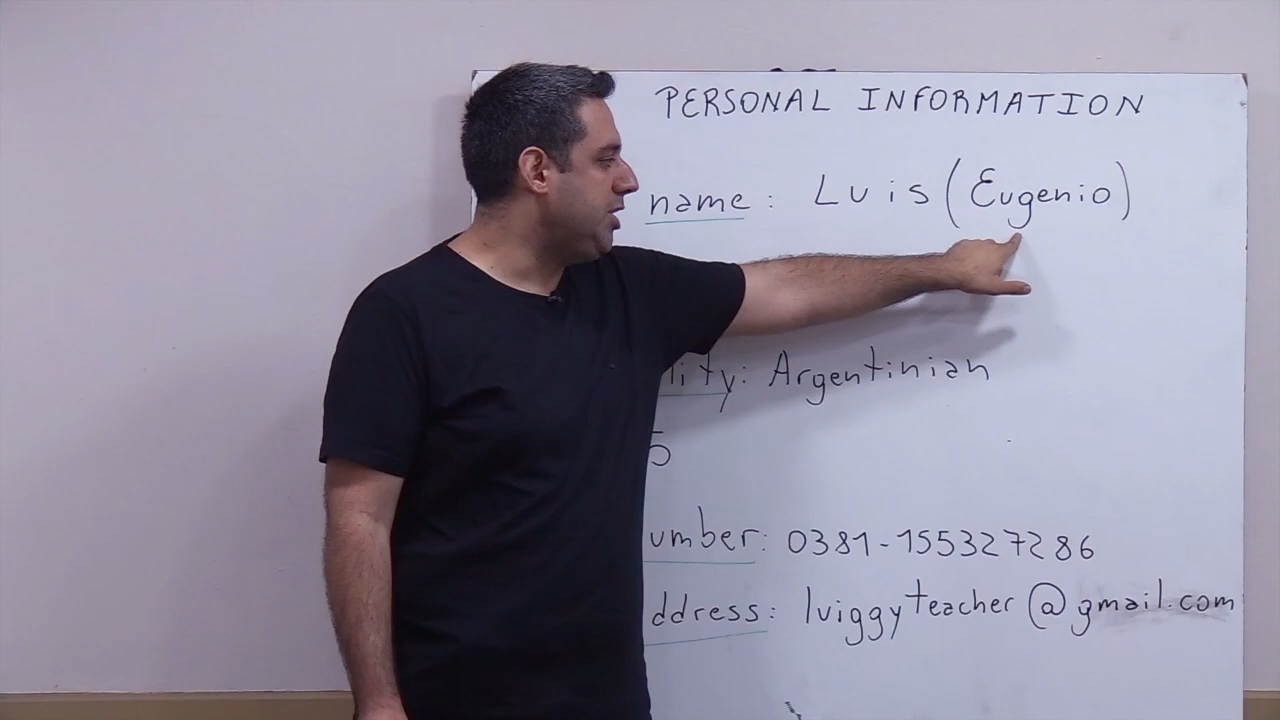 PERSONAL INFORMATION
name: Luis (Eugenio)
lity: Argentinian
5
umber: 0381-155327286
ddress: luiggyteacher@gmail.com